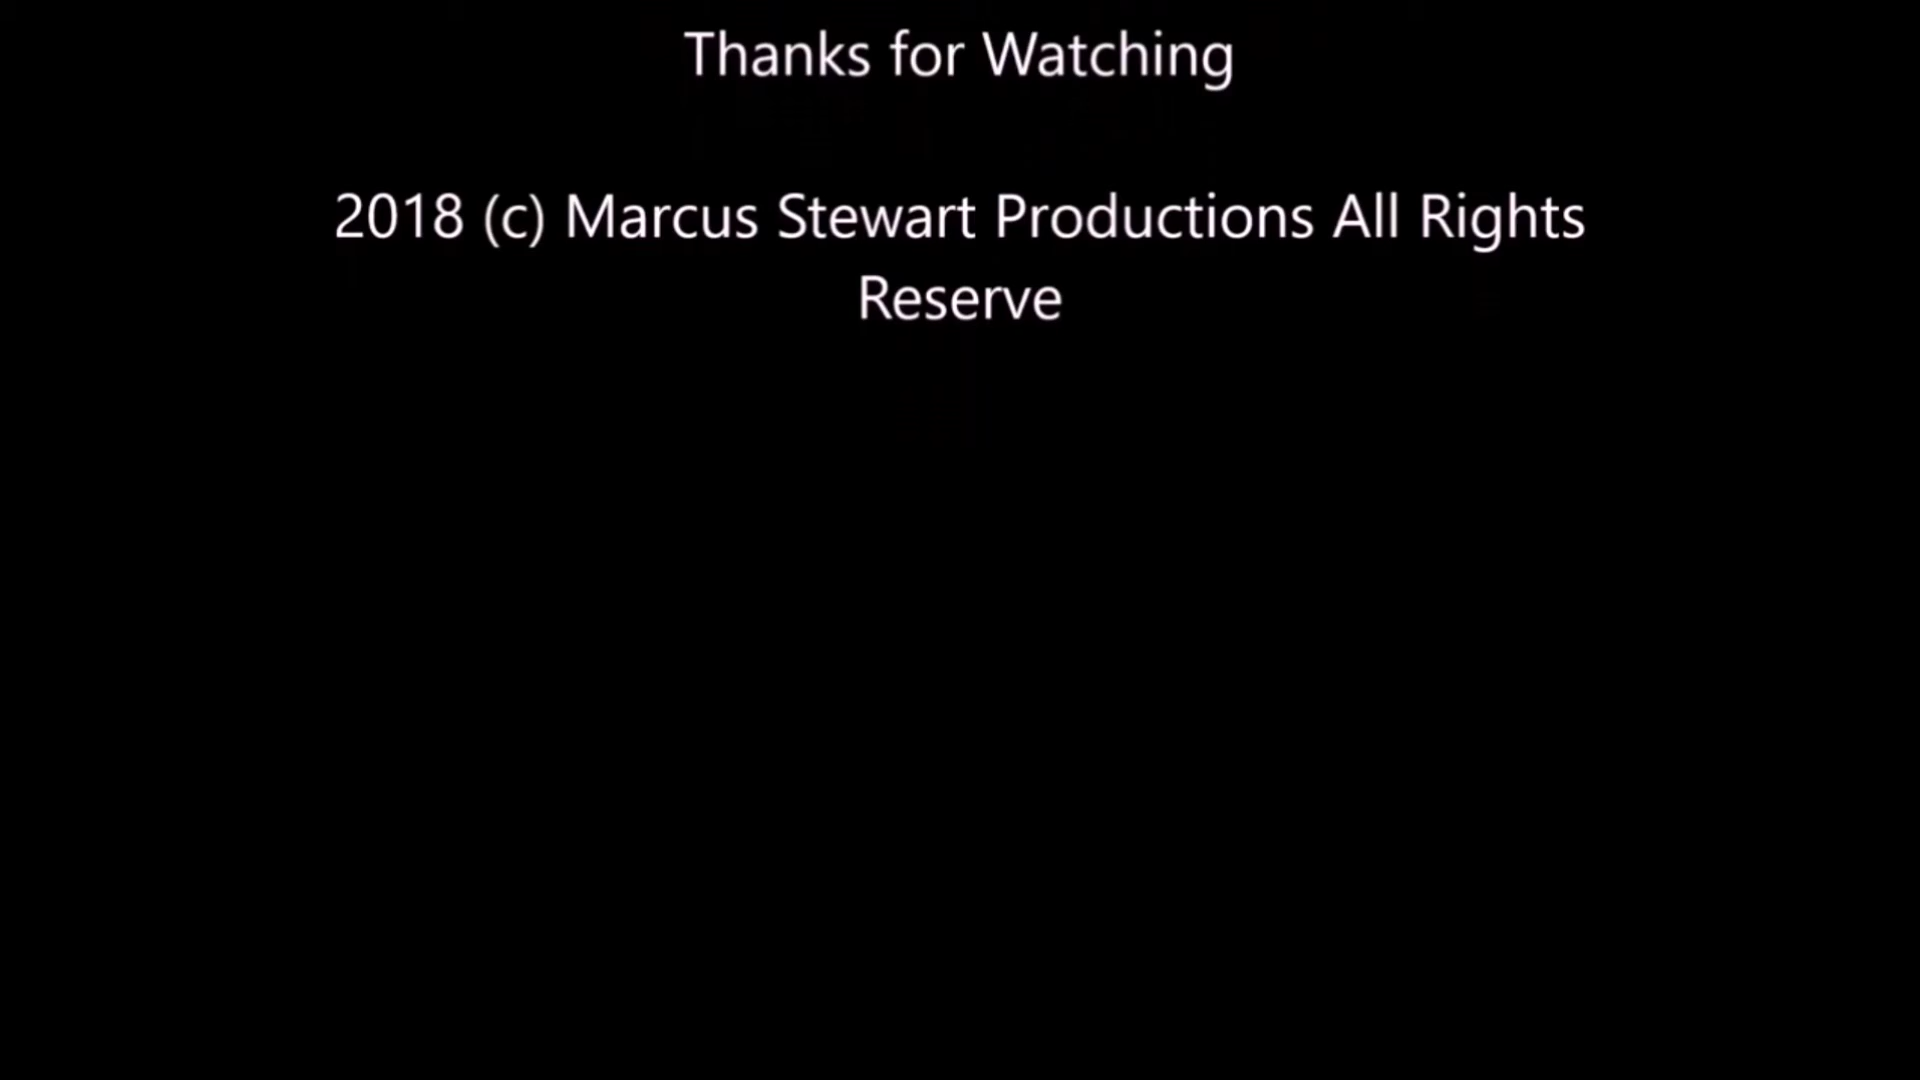 Thanks for Watching
2018 (c) Marcus Stewart Productions All Rights
Reserve